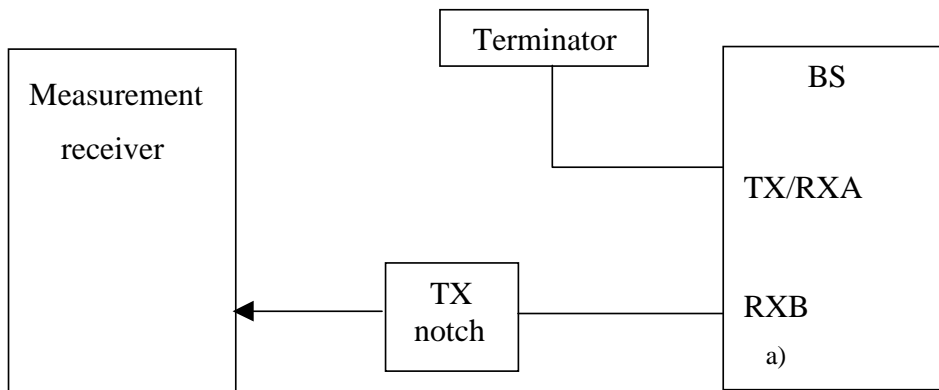 Terminator
Measurement
receiver
BS
TX/RXA
TX
notch
RXB
a)